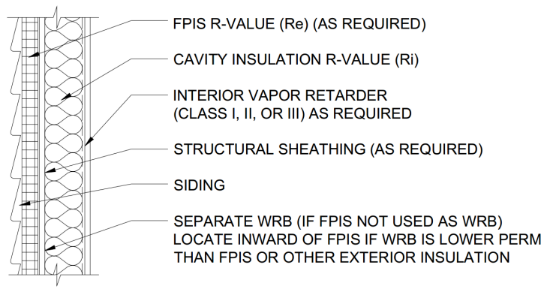 FPIS R-VALUE (Re) (AS REQUIRED)
CAVITY INSULATION R-VALUE (Ri)
INTERIOR VAPOR RETARDER
(CLASS I, II, OR III) AS REQUIRED
STRUCTURAL SHEATHING (AS REQUIRED)
SIDING
SEPARATE WRB (IF FPIS NOT USED AS WRB)
LOCATE INWARD OF FPIS IF WRB IS LOWER PERM
THAN FPIS OR OTHER EXTERIOR INSULATION